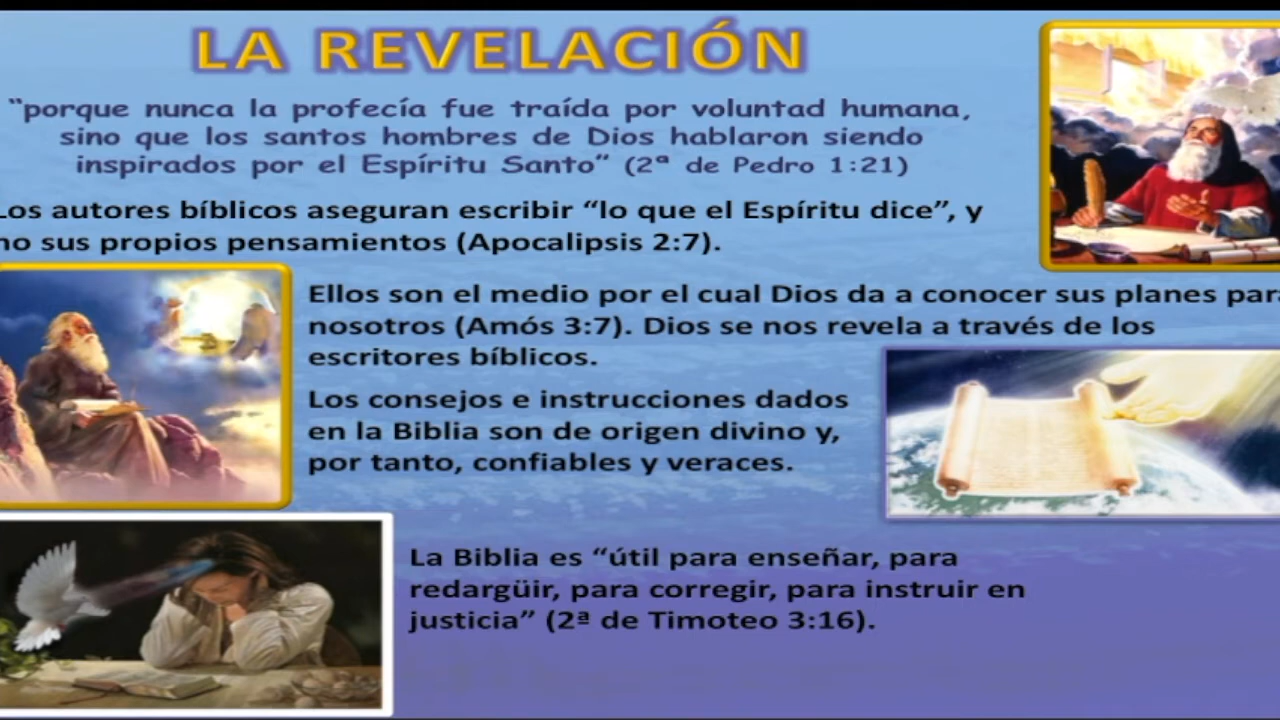 LA REVELACIÓN
“porque nunca la profecía fue traída por voluntad humana,
sino que los santos hombres de Dios hablaron siendo
inspirados por el Espíritu Santo” (2ª de Pedro 1:21)
Los autores bíblicos aseguran escribir “lo que el Espíritu dice”, y
no sus propios pensamientos (Apocalipsis 2:7).
Ellos son el medio por el cual Dios da a conocer sus planes para
nosotros (Amós 3:7). Dios se nos revela a través de los
escritores bíblicos.
Los consejos e instrucciones dados
en la Biblia son de origen divino y,
por tanto, confiables y veraces.
La Biblia es “útil para enseñar, para
redargüir, para corregir, para instruir en
justicia” (2ª de Timoteo 3:16).